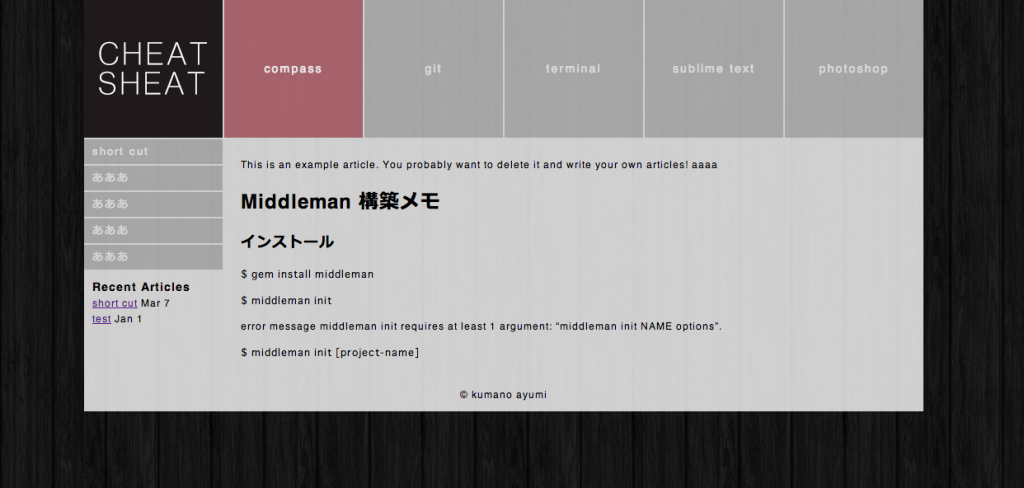 CHEAT
SHEAT
compass
git
terminal
sublime text
photoshop
short cut
あああ
あああ
あああ
あああ
Recent Articles
short cut Mar 7
test Jan 1
This is an example article. You probably want to delete it and write your own articles! aaaa
Middleman 構築メモ
インストール
$ gem install middleman
$ middleman init
error message middleman init requires at least 1 argument: “middleman init NAME options”.
$ middleman init [project-name]
© kumano ayumi